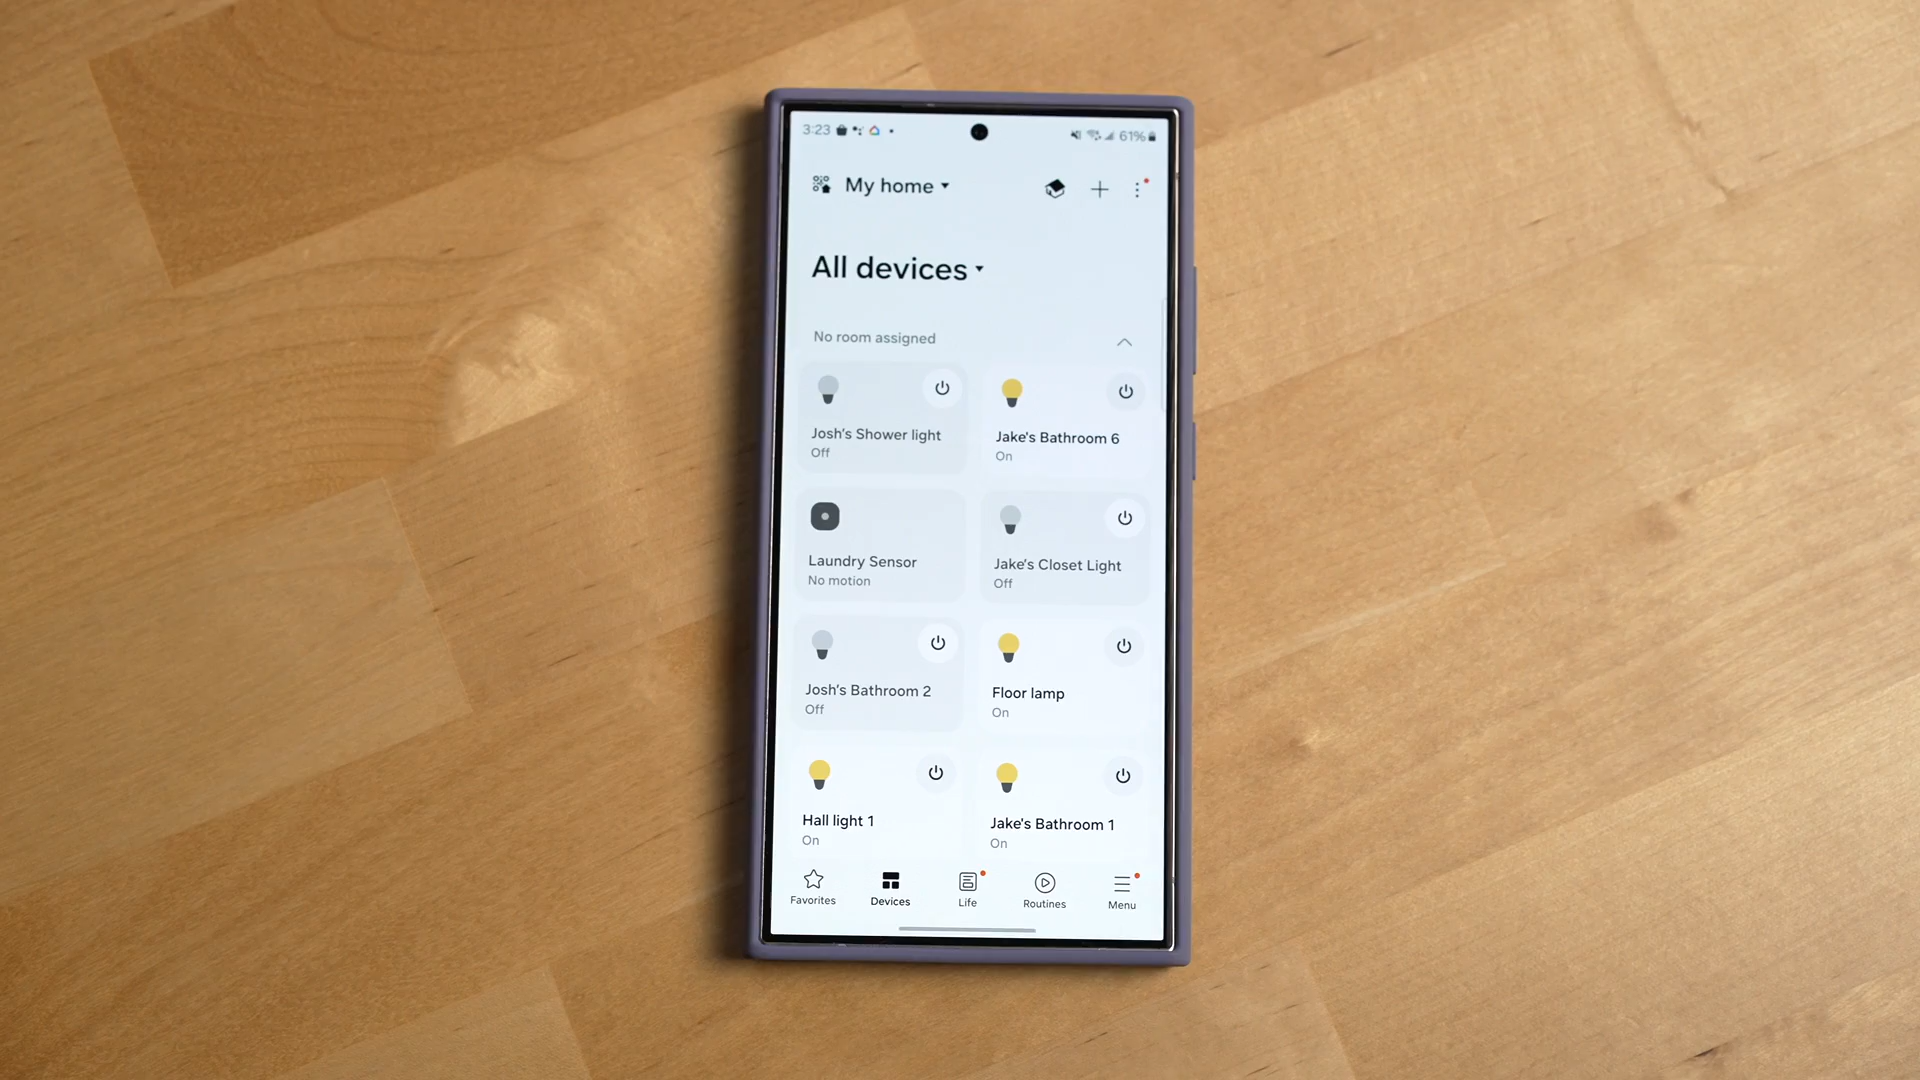 3:23 61%
My home
All devices
No room assigned
Josh's Shower light
Off
Jake's Bathroom 6
On
Laundry Sensor
No motion
Jake's Closet Light
Off
Josh's Bathroom 2
Off
Floor lamp
On
Hall light 1
On
Jake's Bathroom 1
On
Favorites Devices Life Routines Menu